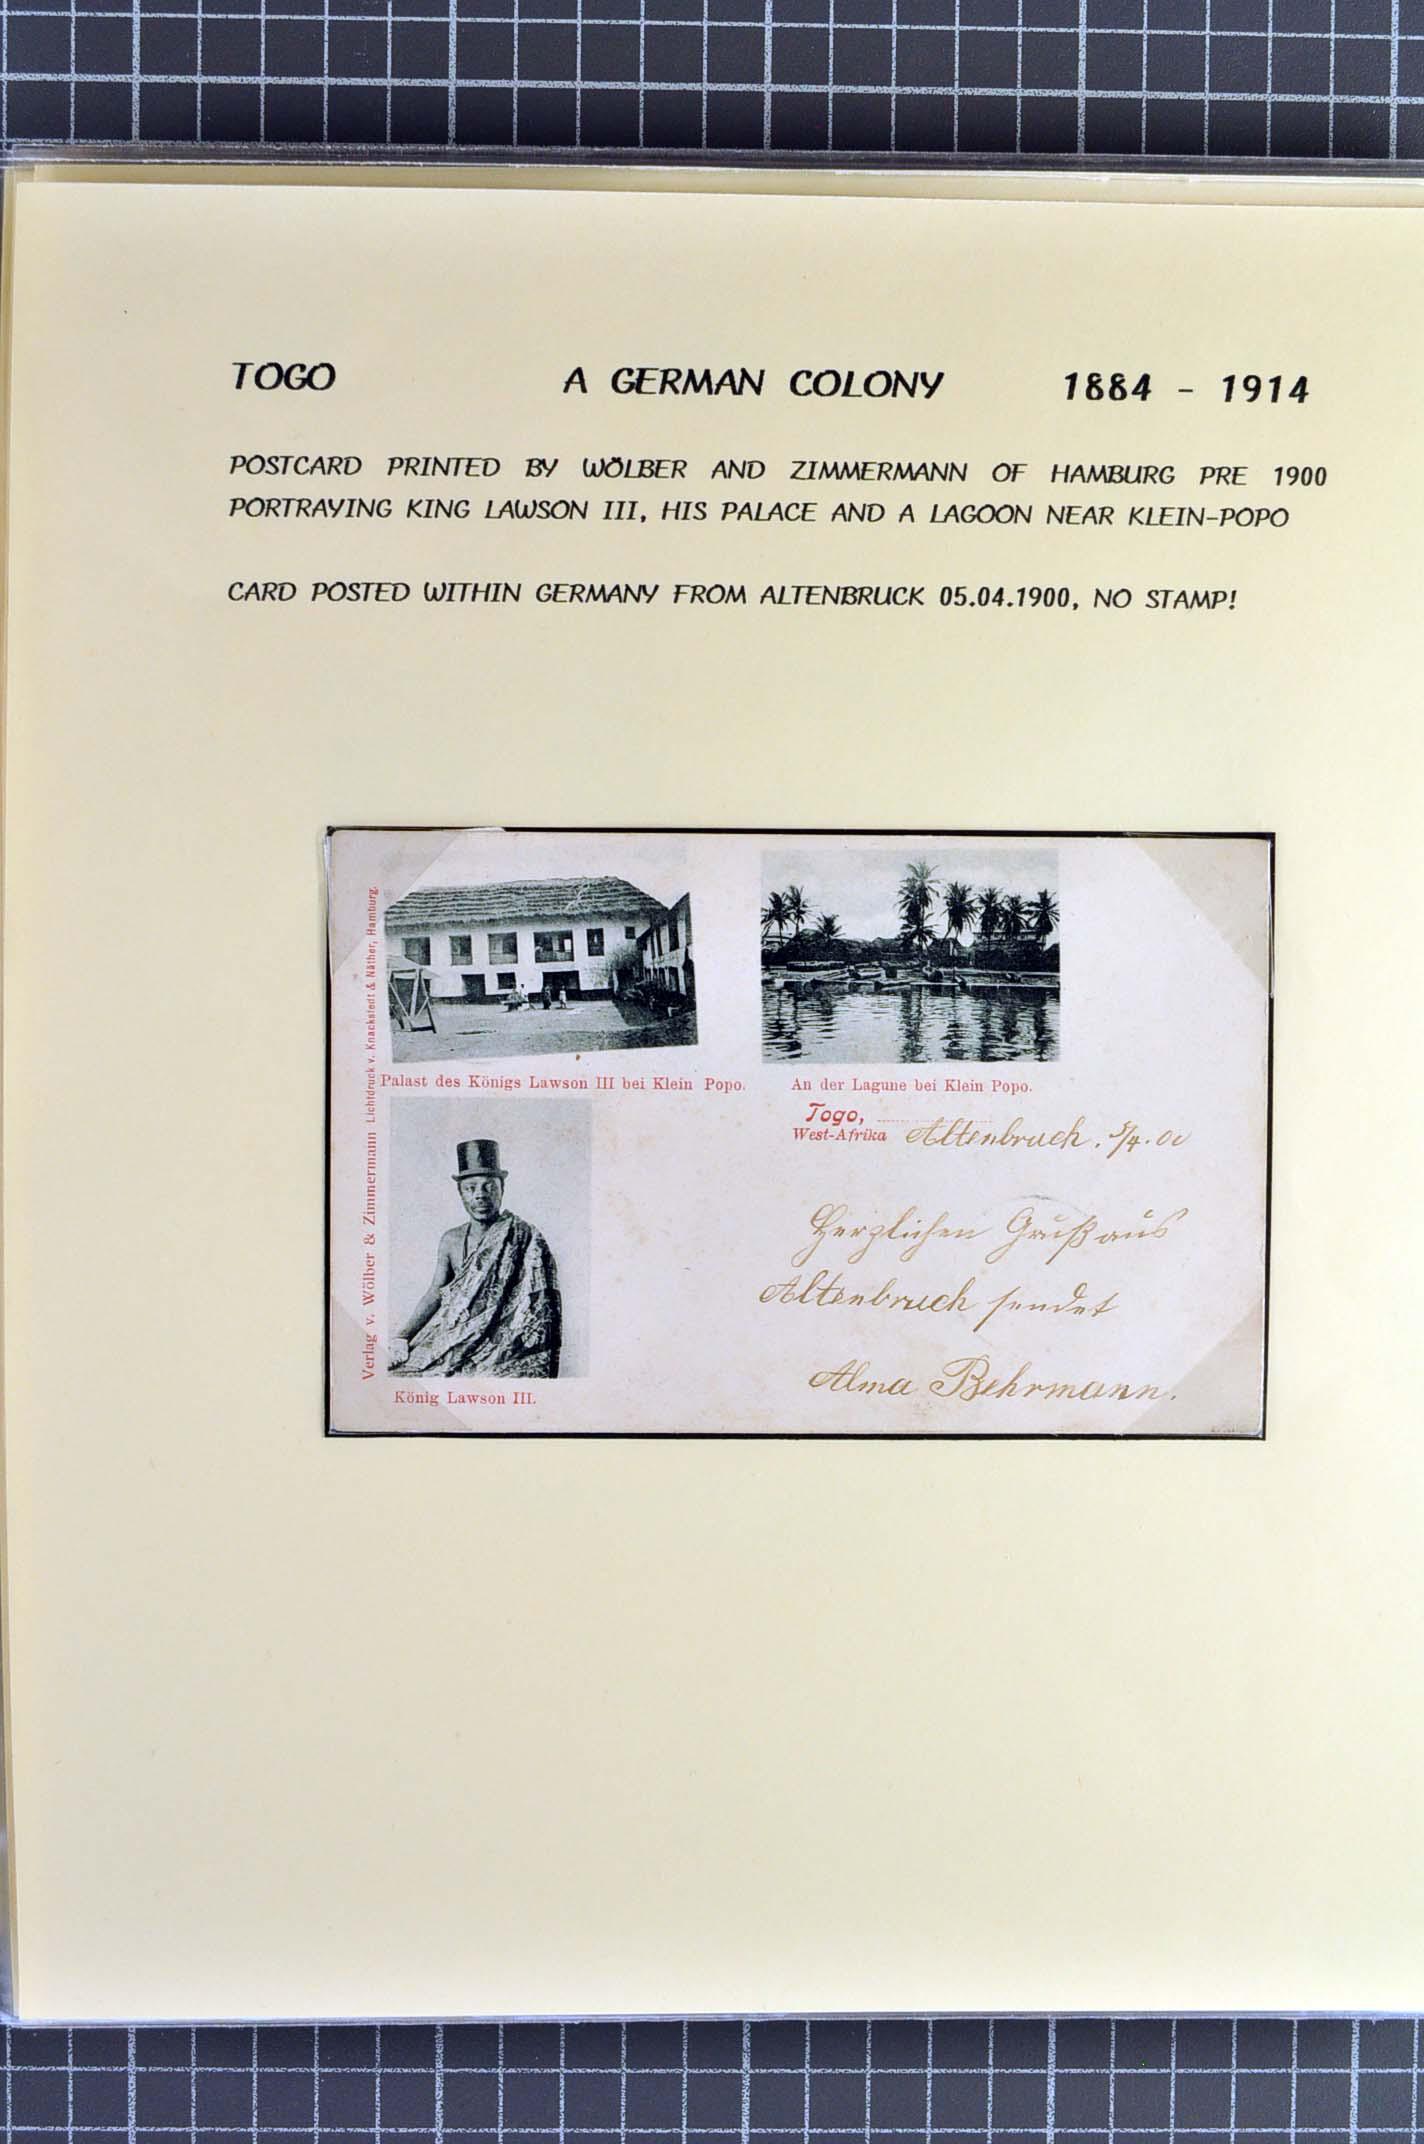 TOGO A GERMAN COLONY 1884 - 1914
POSTCARD PRINTED BY WÖLBER AND ZIMMERMANN OF HAMBURG PRE 1900
PORTRAYING KING LAWSON III, HIS PALACE AND A LAGOON NEAR KLEIN-POPO
CARD POSTED WITHIN GERMANY FROM ALTENBRUCK 05.04.1900, NO STAMP!
Verlag v. Wölber & Zimmermann Lichtdruck v. Knackstedt & Näther, Hamburg.
Palast des Königs Lawson III bei Klein Popo.
An der Lagune bei Klein Popo.
Togo,
West-Afrika Altenbruch. 5/4.00
Herzlichen Gruß aus
Altenbruch sendet
Alma Behrmann.
König Lawson III.